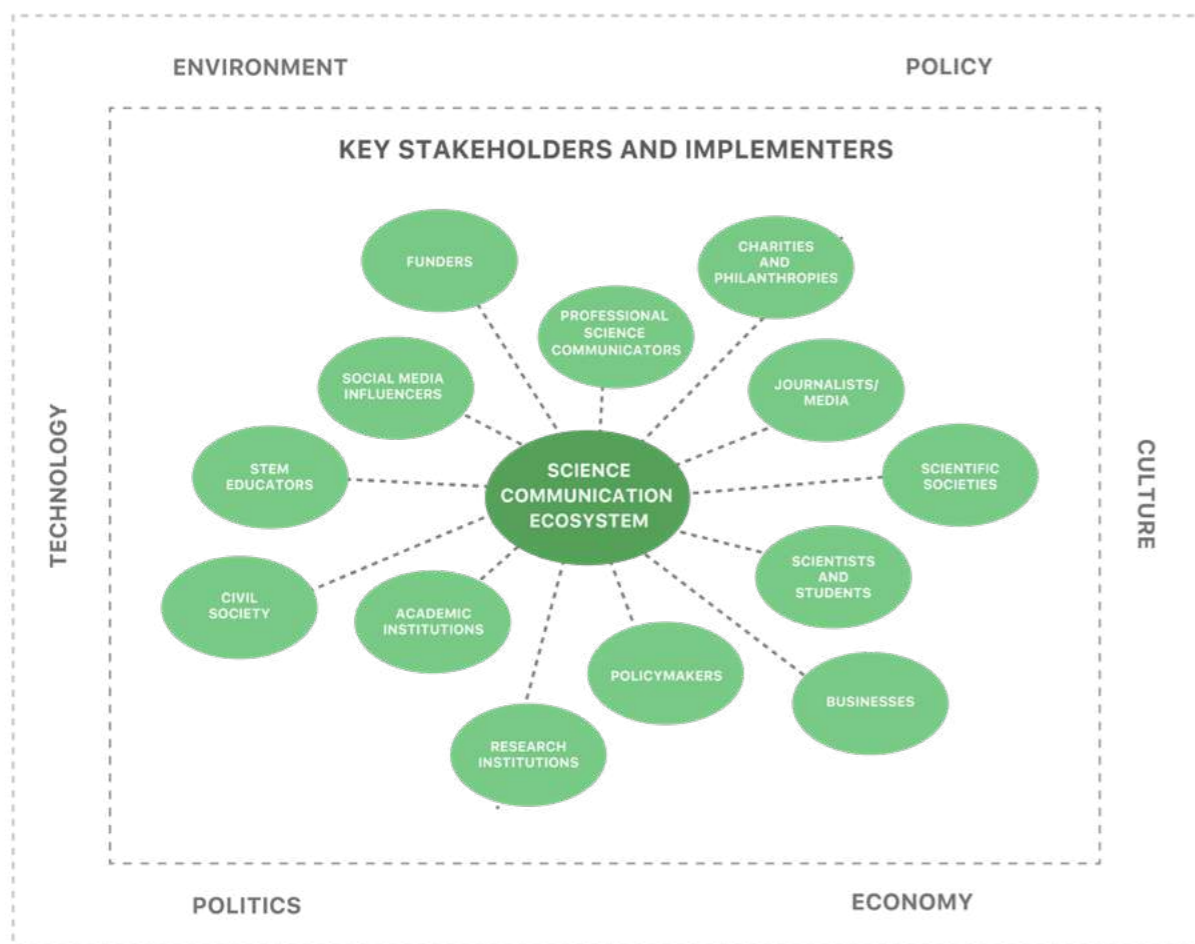 ENVIRONMENT
POLICY
KEY STAKEHOLDERS AND IMPLEMENTERS
FUNDERS
CHARITIES
AND
PHILANTHROPIES
PROFESSIONAL
SCIENCE
COMMUNICATORS
SOCIAL MEDIA
INFLUENCERS
JOURNALISTS/
MEDIA
TECHNOLOGY
STEM
EDUCATORS
SCIENCE
COMMUNICATION
ECOSYSTEM
SCIENTIFIC
SOCIETIES
CULTURE
CIVIL
SOCIETY
ACADEMIC
INSTITUTIONS
SCIENTISTS
AND
STUDENTS
POLICYMAKERS
BUSINESSES
RESEARCH
INSTITUTIONS
POLITICS
ECONOMY